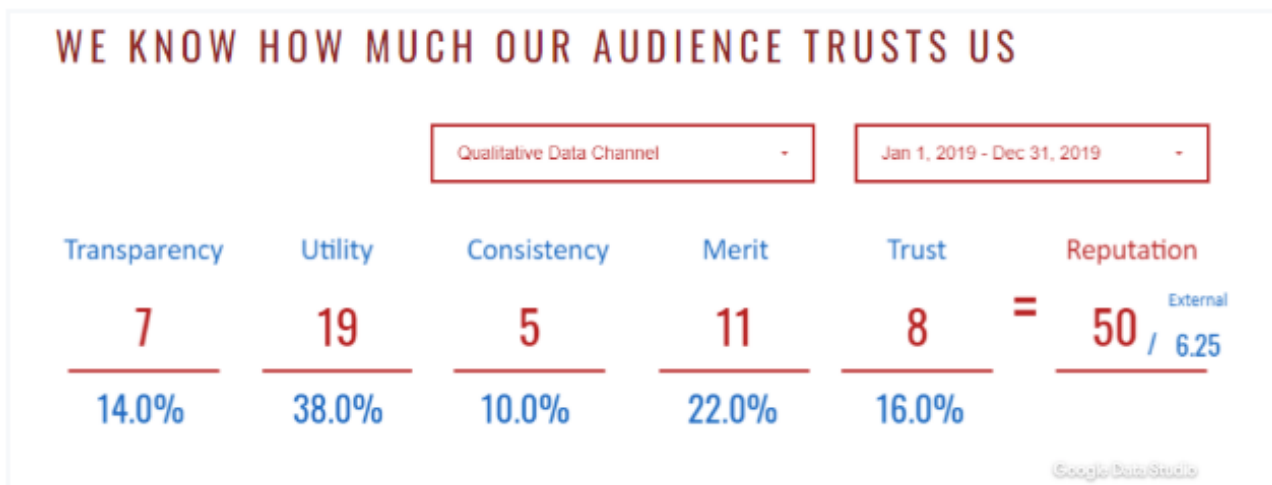 WE KNOW HOW MUCH OUR AUDIENCE TRUSTS US
Qualitative Data Channel
Jan 1, 2019 - Dec 31, 2019
Transparency Utility Consistency Merit Trust Reputation
7 19 5 11 8 = 50 / External 6.25
14.0% 38.0% 10.0% 22.0% 16.0%
Google Data Studio